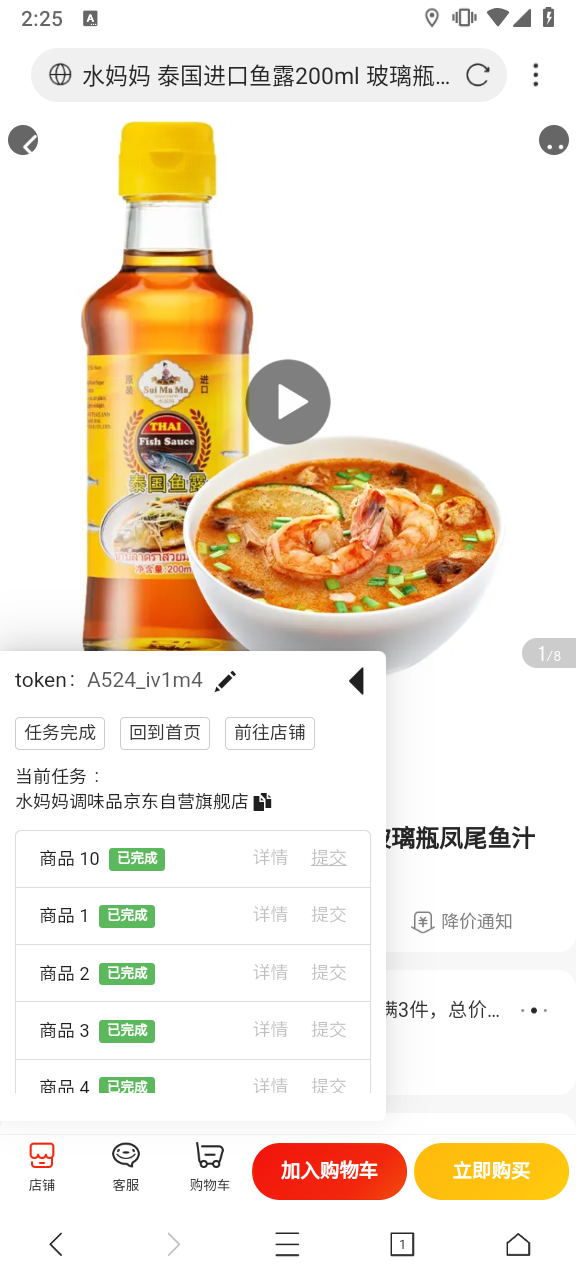 2:25
A
水妈妈 泰国进口鱼露200ml 玻璃瓶...
原装
进口
Sui Ma Ma
THAI
Fish Sauce
泰国鱼露
净含量:200m
1/8
token： A524_iv1m4
任务完成
回到首页
前往店铺
当前任务：
水妈妈调味品京东自营旗舰店
商品 10 已完成 详情 提交
璃瓶凤尾鱼汁
商品 1 已完成 详情 提交
降价通知
商品 2 已完成 详情 提交
满3件，总价...
商品 3 已完成 详情 提交
商品 4 已完成 详情 提交
店铺
客服
购物车
加入购物车
立即购买
1